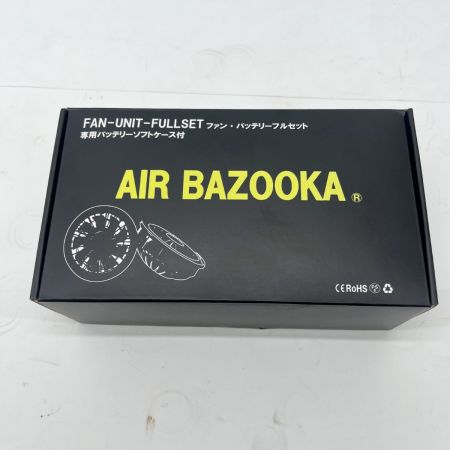 FAN-UNIT-FULLSET ファン・バッテリーフルセット
専用バッテリーソフトケース付
AIR BAZOOKA ®
CE RoHS